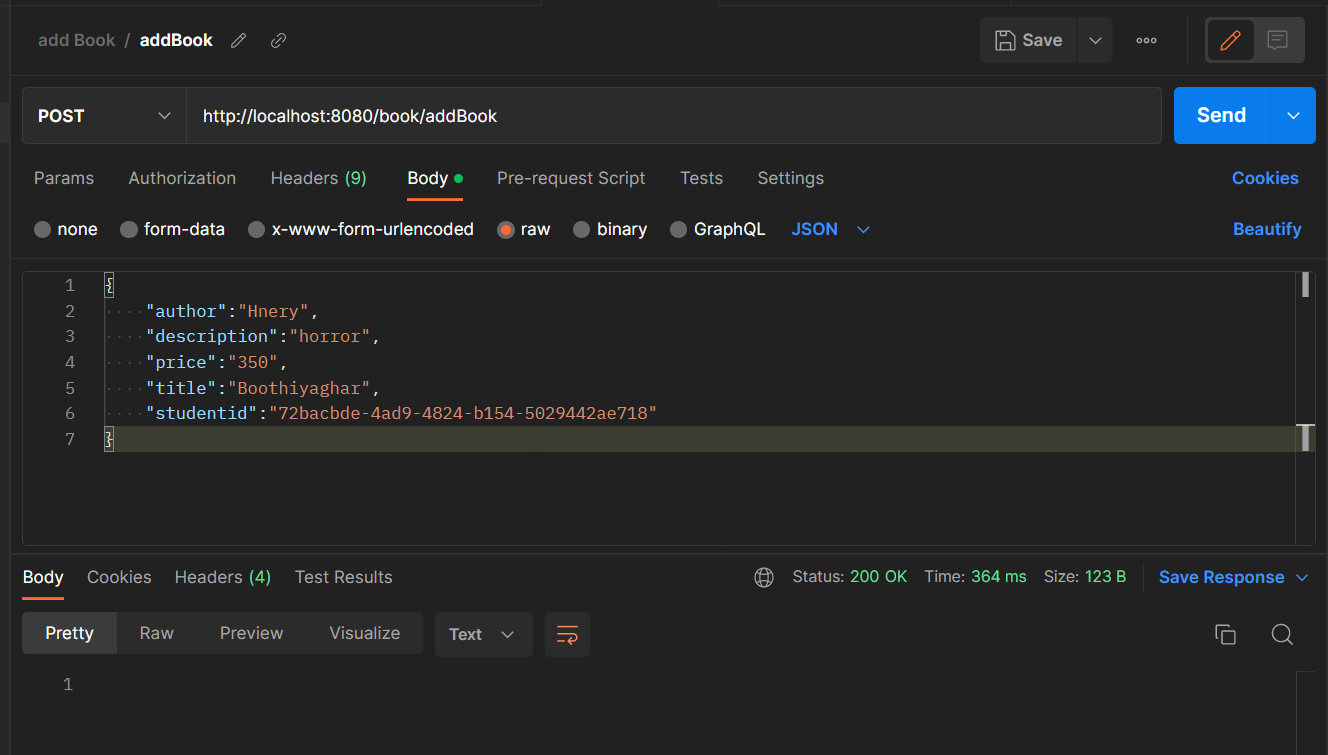 add Book / addBook
Save
POST http://localhost:8080/book/addBook Send
Params Authorization Headers (9) Body Pre-request Script Tests Settings Cookies
none form-data x-www-form-urlencoded raw binary GraphQL JSON Beautify
1 {
2 "author":"Hnery",
3 "description":"horror",
4 "price":"350",
5 "title":"Boothiyaghar",
6 "studentid":"72bacbde-4ad9-4824-b154-5029442ae718"
7 }
Body Cookies Headers (4) Test Results Status: 200 OK Time: 364 ms Size: 123 B Save Response
Pretty Raw Preview Visualize Text
1